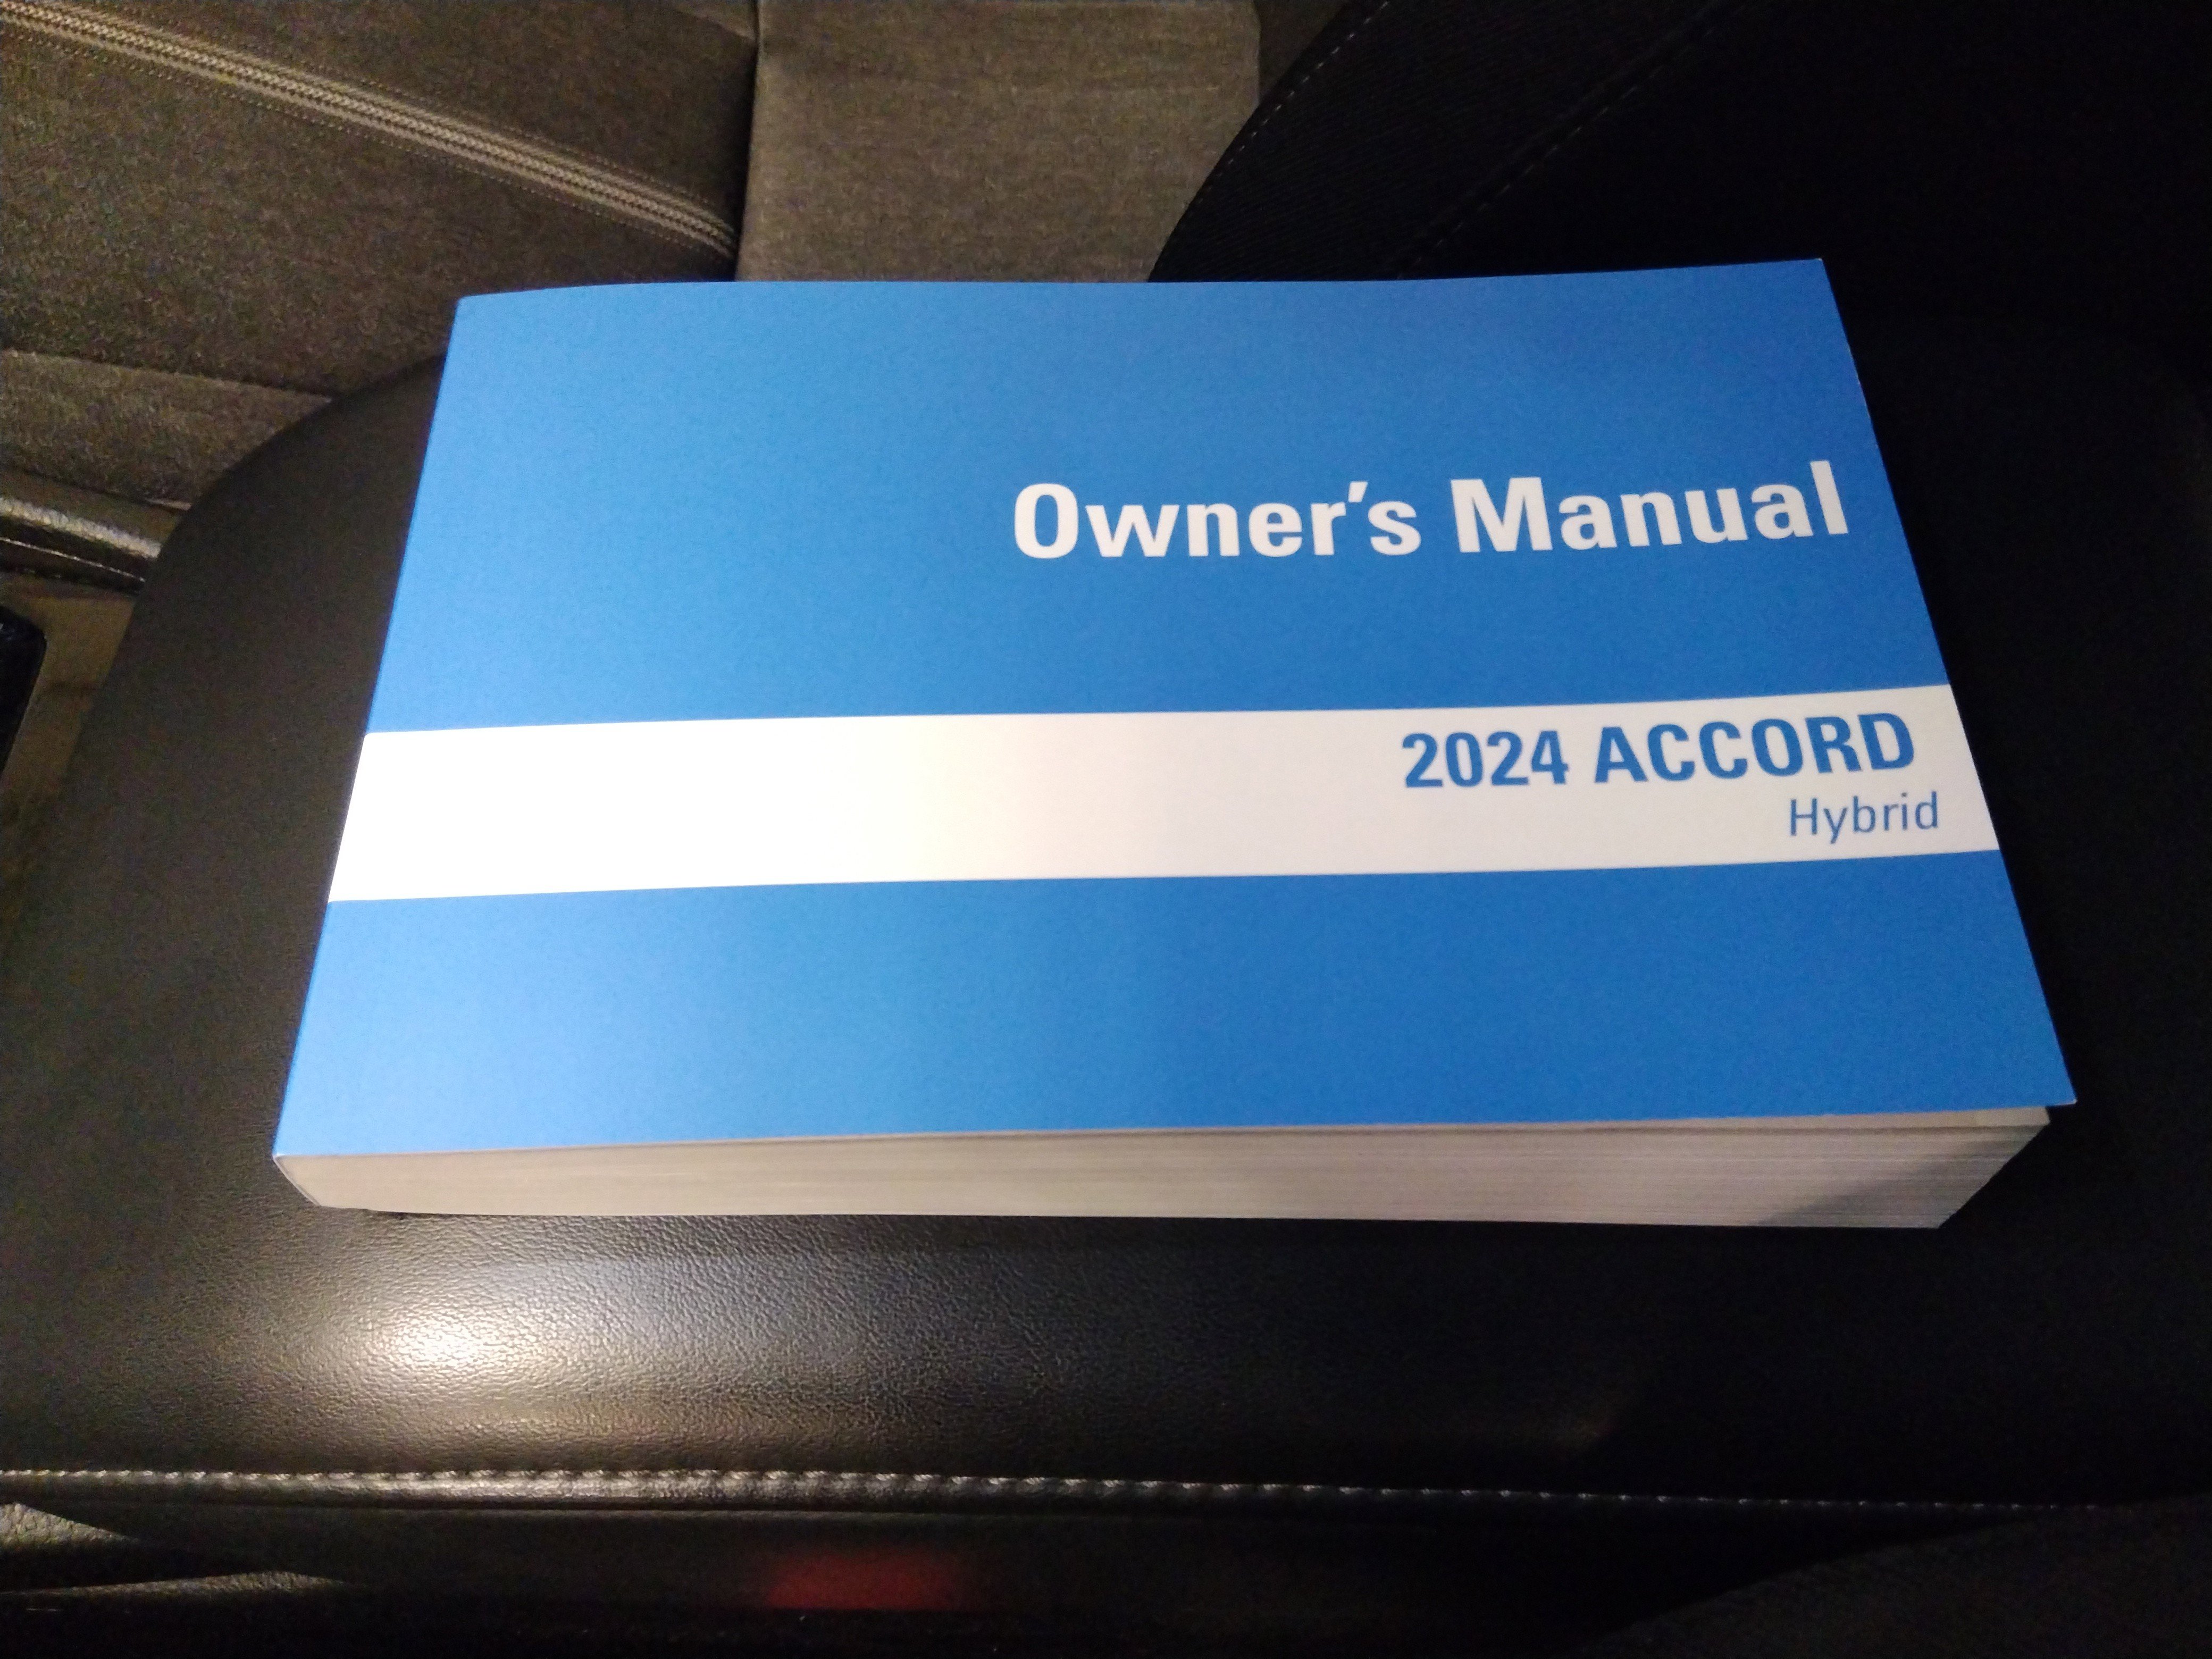 Owner's Manual
2024 ACCORD
Hybrid